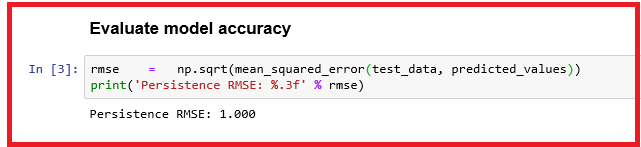 Evaluate model accuracy
In [3]: rmse    =   np.sqrt(mean_squared_error(test_data, predicted_values))
print('Persistence RMSE: %.3f' % rmse)
Persistence RMSE: 1.000